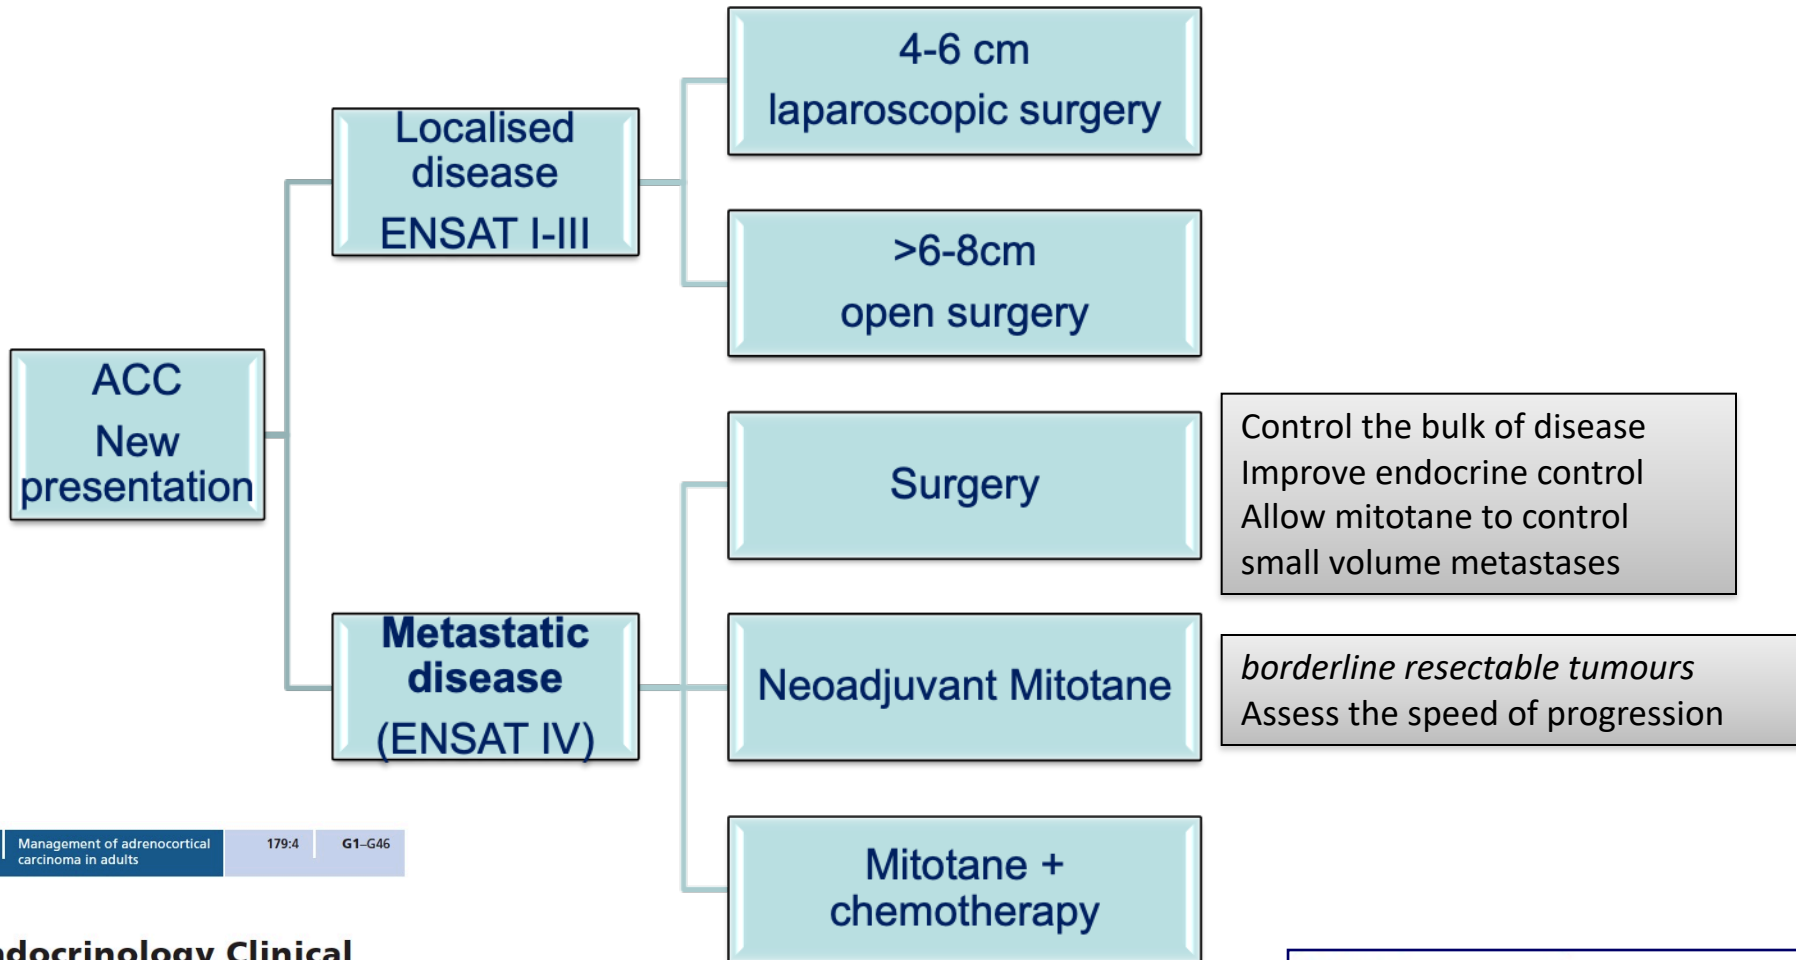 4-6 cm
laparoscopic surgery
Localised
disease
ENSAT I-III
>6-8cm
open surgery
ACC
New
presentation
Surgery
Control the bulk of disease
Improve endocrine control
Allow mitotane to control
small volume metastases
Metastatic
disease
(ENSAT IV)
Neoadjuvant Mitotane
borderline resectable tumours
Assess the speed of progression
Mitotane +
chemotherapy
Management of adrenocortical
carcinoma in adults
179:4
G1–G46
docrinology Clinical